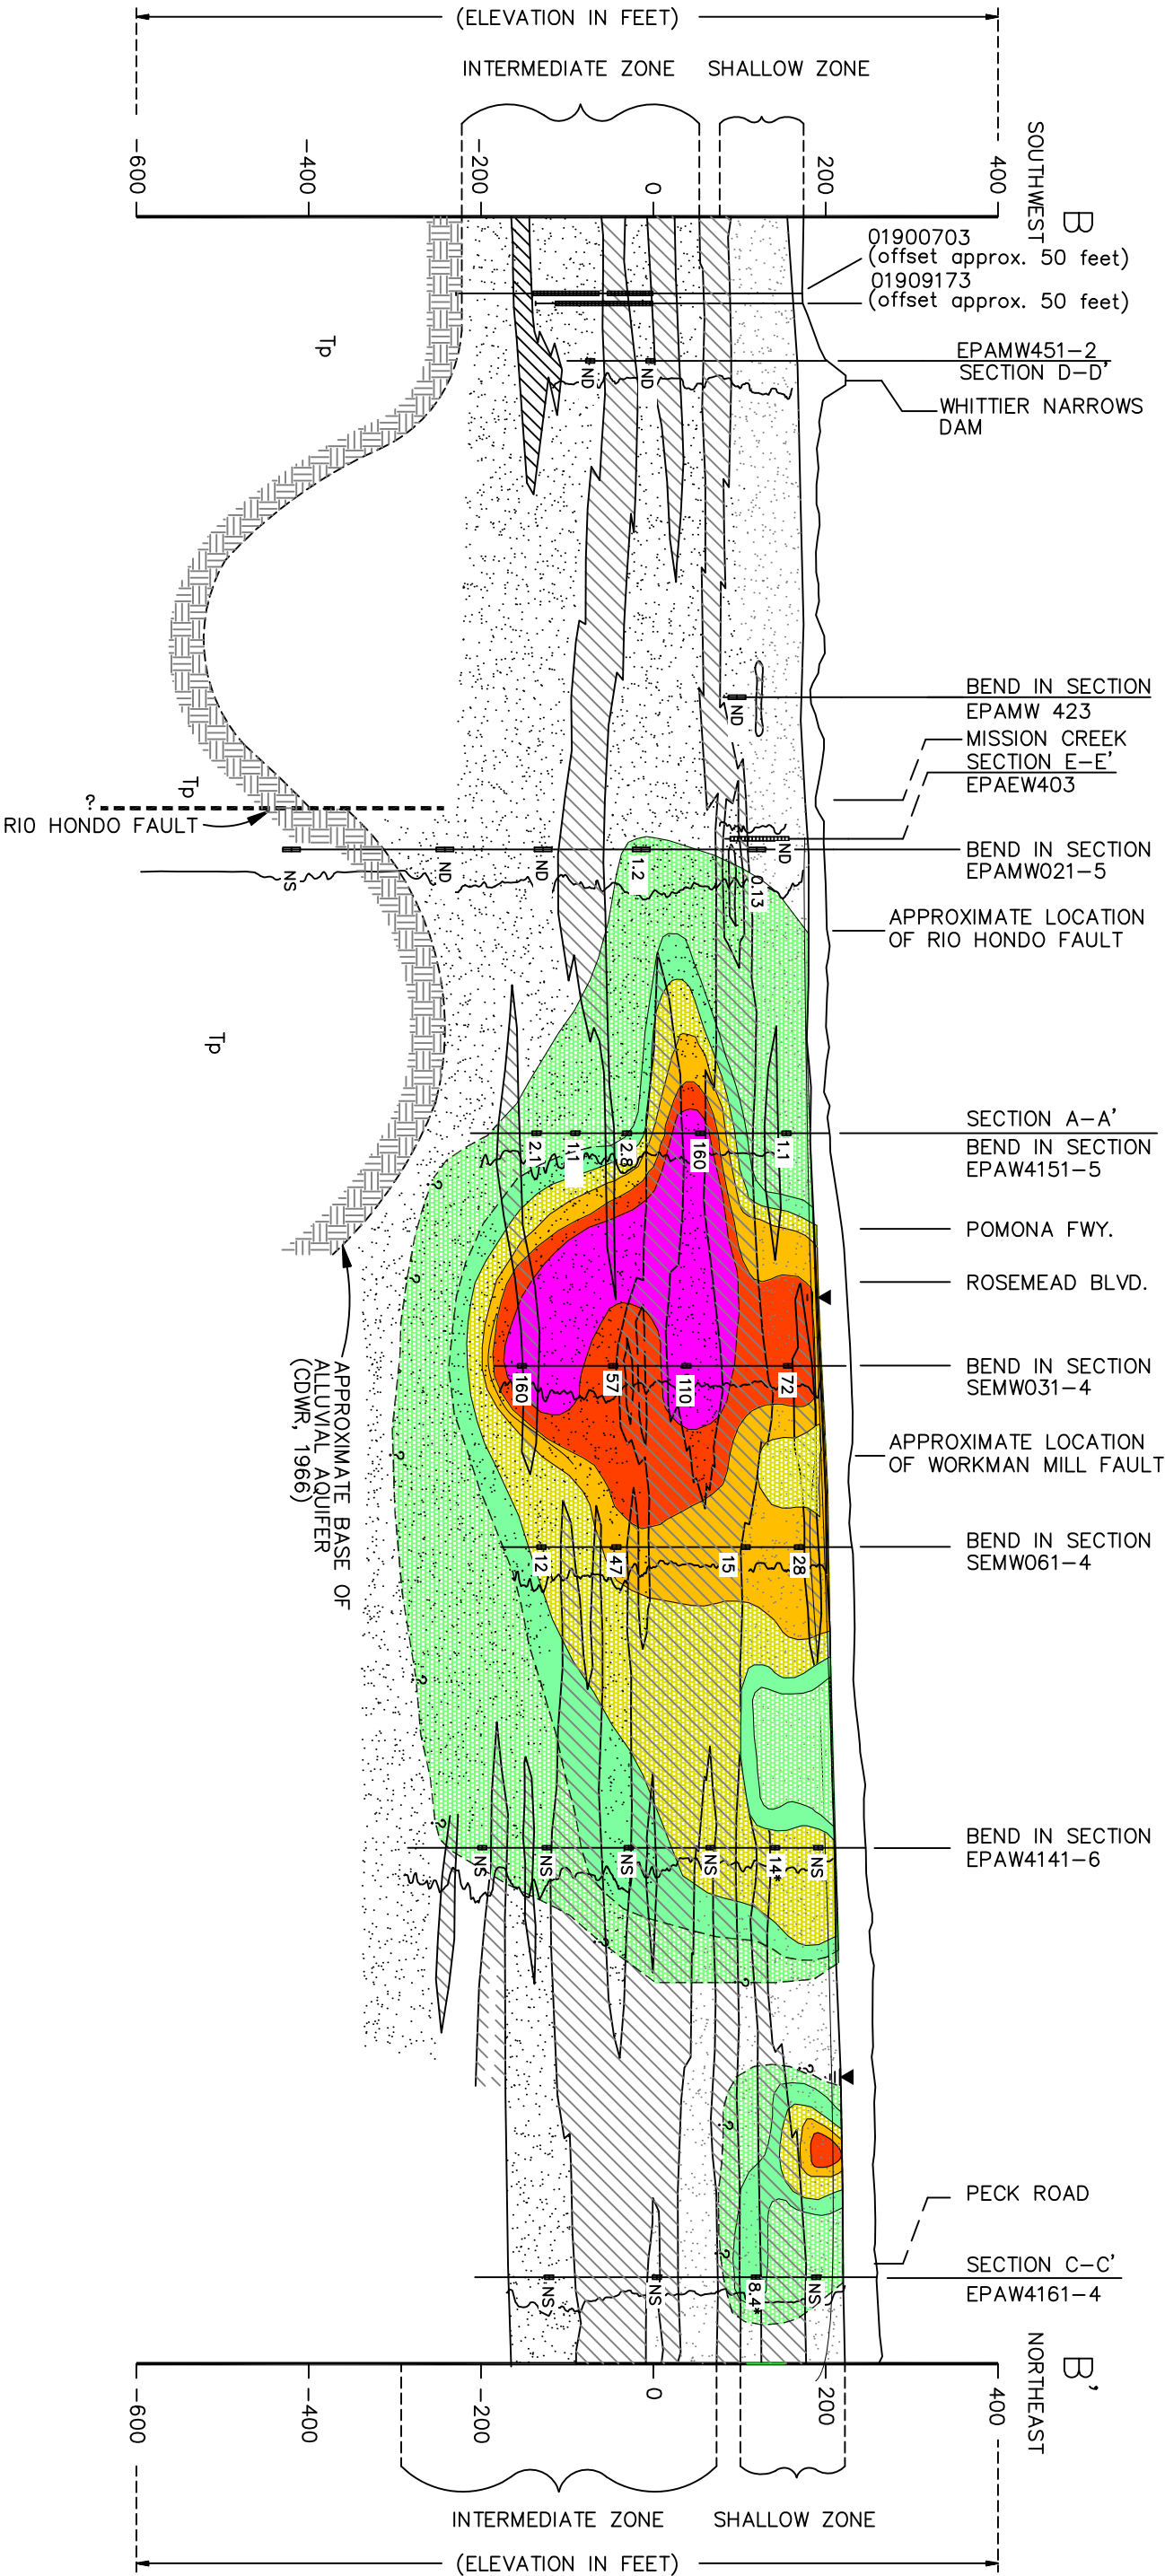 (ELEVATION IN FEET)
INTERMEDIATE ZONE
SHALLOW ZONE
-600
-400
-200
0
200
400
SOUTHWEST
B
01900703
(offset approx. 50 feet)
01909173
(offset approx. 50 feet)
EPAMW451-2
SECTION D-D'
WHITTIER NARROWS
DAM
Tp
ND
ND
BEND IN SECTION
EPAMW 423
ND
MISSION CREEK
SECTION E-E'
EPAEW403
Tp
?
RIO HONDO FAULT
BEND IN SECTION
EPAMW021-5
NS
ND
ND
1.2
0.13
ND
APPROXIMATE LOCATION
OF RIO HONDO FAULT
Tp
SECTION A-A'
BEND IN SECTION
EPAW4151-5
2.1
1.1
2.8
160
1.1
?
POMONA FWY.
?
ROSEMEAD BLVD.
BEND IN SECTION
SEMW031-4
160
57
110
72
APPROXIMATE BASE OF
ALLUVIAL AQUIFER
(CDWR, 1966)
?
APPROXIMATE LOCATION
OF WORKMAN MILL FAULT
BEND IN SECTION
SEMW061-4
12
47
15
28
?
?
BEND IN SECTION
EPAW4141-6
NS
NS
NS
NS
14*
NS
?
?
?
?
PECK ROAD
?
SECTION C-C'
EPAW4161-4
NS
NS
8.4*
NS
B'
NORTHEAST
-600
-400
-200
0
200
400
INTERMEDIATE ZONE
SHALLOW ZONE
(ELEVATION IN FEET)